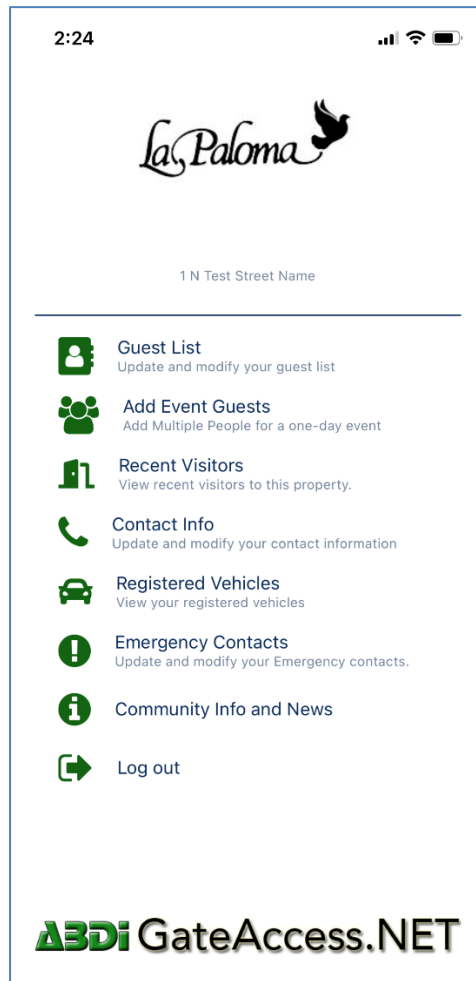 2:24
La Paloma
1 N Test Street Name
Guest List
Update and modify your guest list
Add Event Guests
Add Multiple People for a one-day event
Recent Visitors
View recent visitors to this property.
Contact Info
Update and modify your contact information
Registered Vehicles
View your registered vehicles
Emergency Contacts
Update and modify your Emergency contacts.
Community Info and News
Log out
ABDi GateAccess.NET